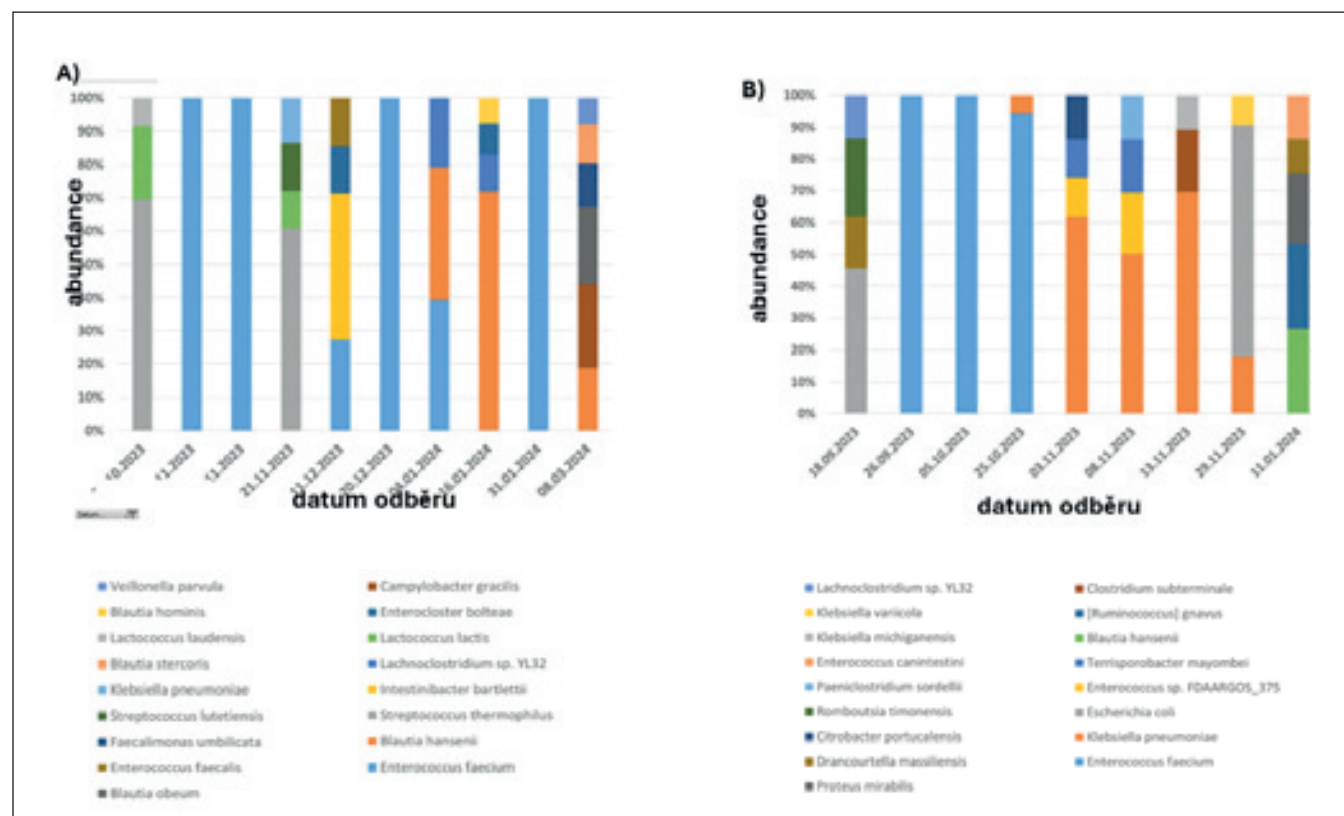 A)
100%
90%
80%
70%
60%
50%
40%
30%
20%
10%
0%
abundance
21.11.2023
20.12.2023
31.01.2024
08.03.2024
datum odběru
Datum
Veillonella parvula
Campylobacter gracilis
Blautia hominis
Enterocloster bolteae
Lactococcus laudensis
Lactococcus lactis
Blautia stercoris
Lachnoclostridium sp. YL32
Klebsiella pneumoniae
Intestinibacter bartlettii
Streptococcus lutetiensis
Streptococcus thermophilus
Faecalimonas umbilicata
Blautia hansenii
Enterococcus faecalis
Enterococcus faecium
Blautia obeum
B)
100%
90%
80%
70%
60%
50%
40%
30%
20%
10%
0%
abundance
18.09.2023
26.09.2023
05.10.2023
25.10.2023
03.11.2023
08.11.2023
13.11.2023
29.11.2023
11.01.2024
datum odběru
Lachnoclostridium sp. YL32
Clostridium subterminale
Klebsiella variicola
[Ruminococcus] gnavus
Klebsiella michiganensis
Blautia hansenii
Enterococcus canintestini
Terrisporobacter mayombei
Paeniclostridium sordellii
Enterococcus sp. FDAARGOS_375
Romboutsia timonensis
Escherichia coli
Citrobacter portucalensis
Klebsiella pneumoniae
Drancourtella massiliensis
Enterococcus faecium
Proteus mirabilis